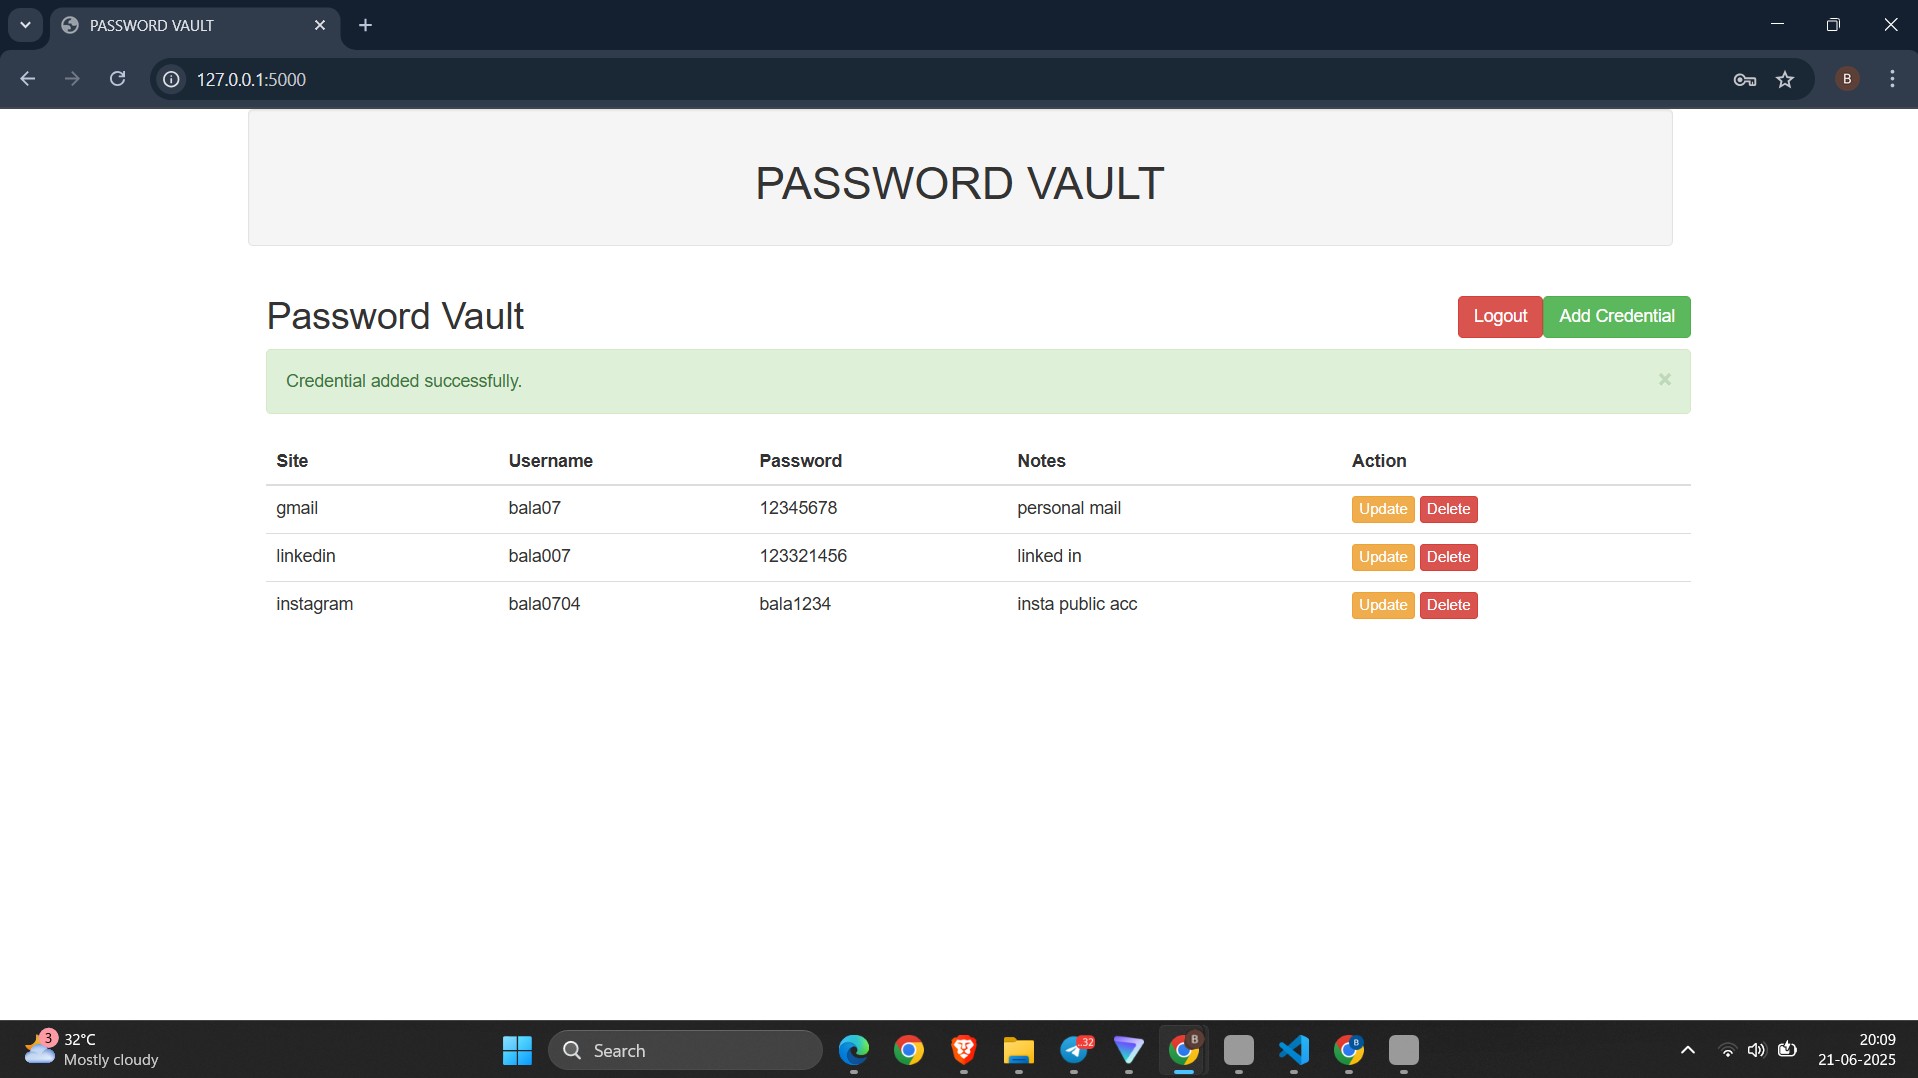 PASSWORD VAULT
127.0.0.1:5000
B
PASSWORD VAULT
Password Vault
Logout Add Credential
Credential added successfully.
×
Site Username Password Notes Action
gmail bala07 12345678 personal mail Update Delete
linkedin bala007 123321456 linked in Update Delete
instagram bala0704 bala1234 insta public acc Update Delete
3
32°C
Mostly cloudy
Search
..32
B
B
20:09
21-06-2025